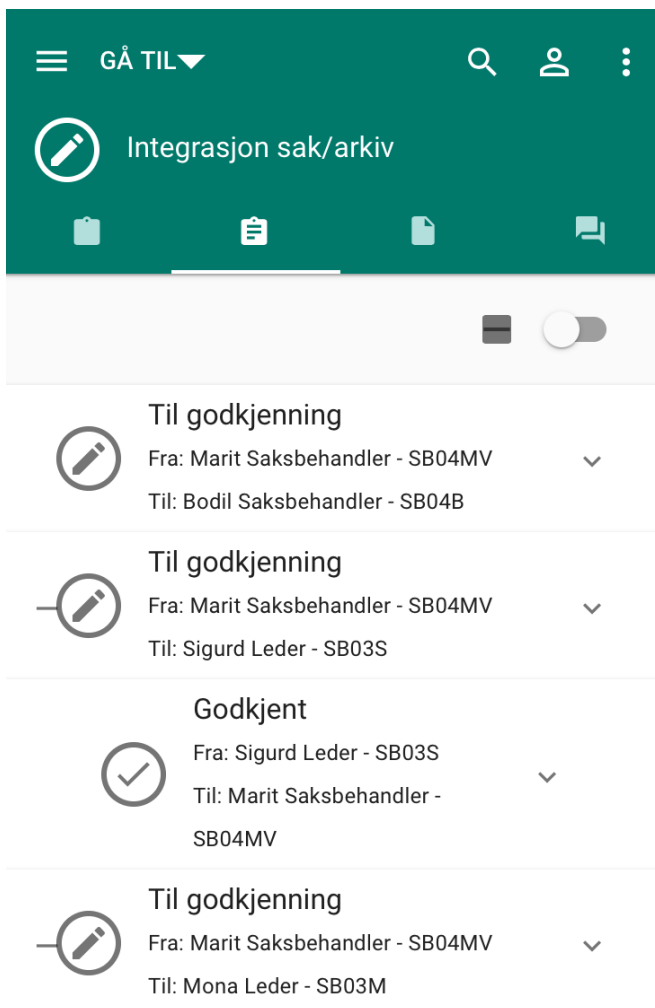 GÅ TIL
Integrasjon sak/arkiv
Til godkjenning
Fra: Marit Saksbehandler - SB04MV
Til: Bodil Saksbehandler - SB04B
Til godkjenning
Fra: Marit Saksbehandler - SB04MV
Til: Sigurd Leder - SB03S
Godkjent
Fra: Sigurd Leder - SB03S
Til: Marit Saksbehandler -
SB04MV
Til godkjenning
Fra: Marit Saksbehandler - SB04MV
Til: Mona Leder - SB03M